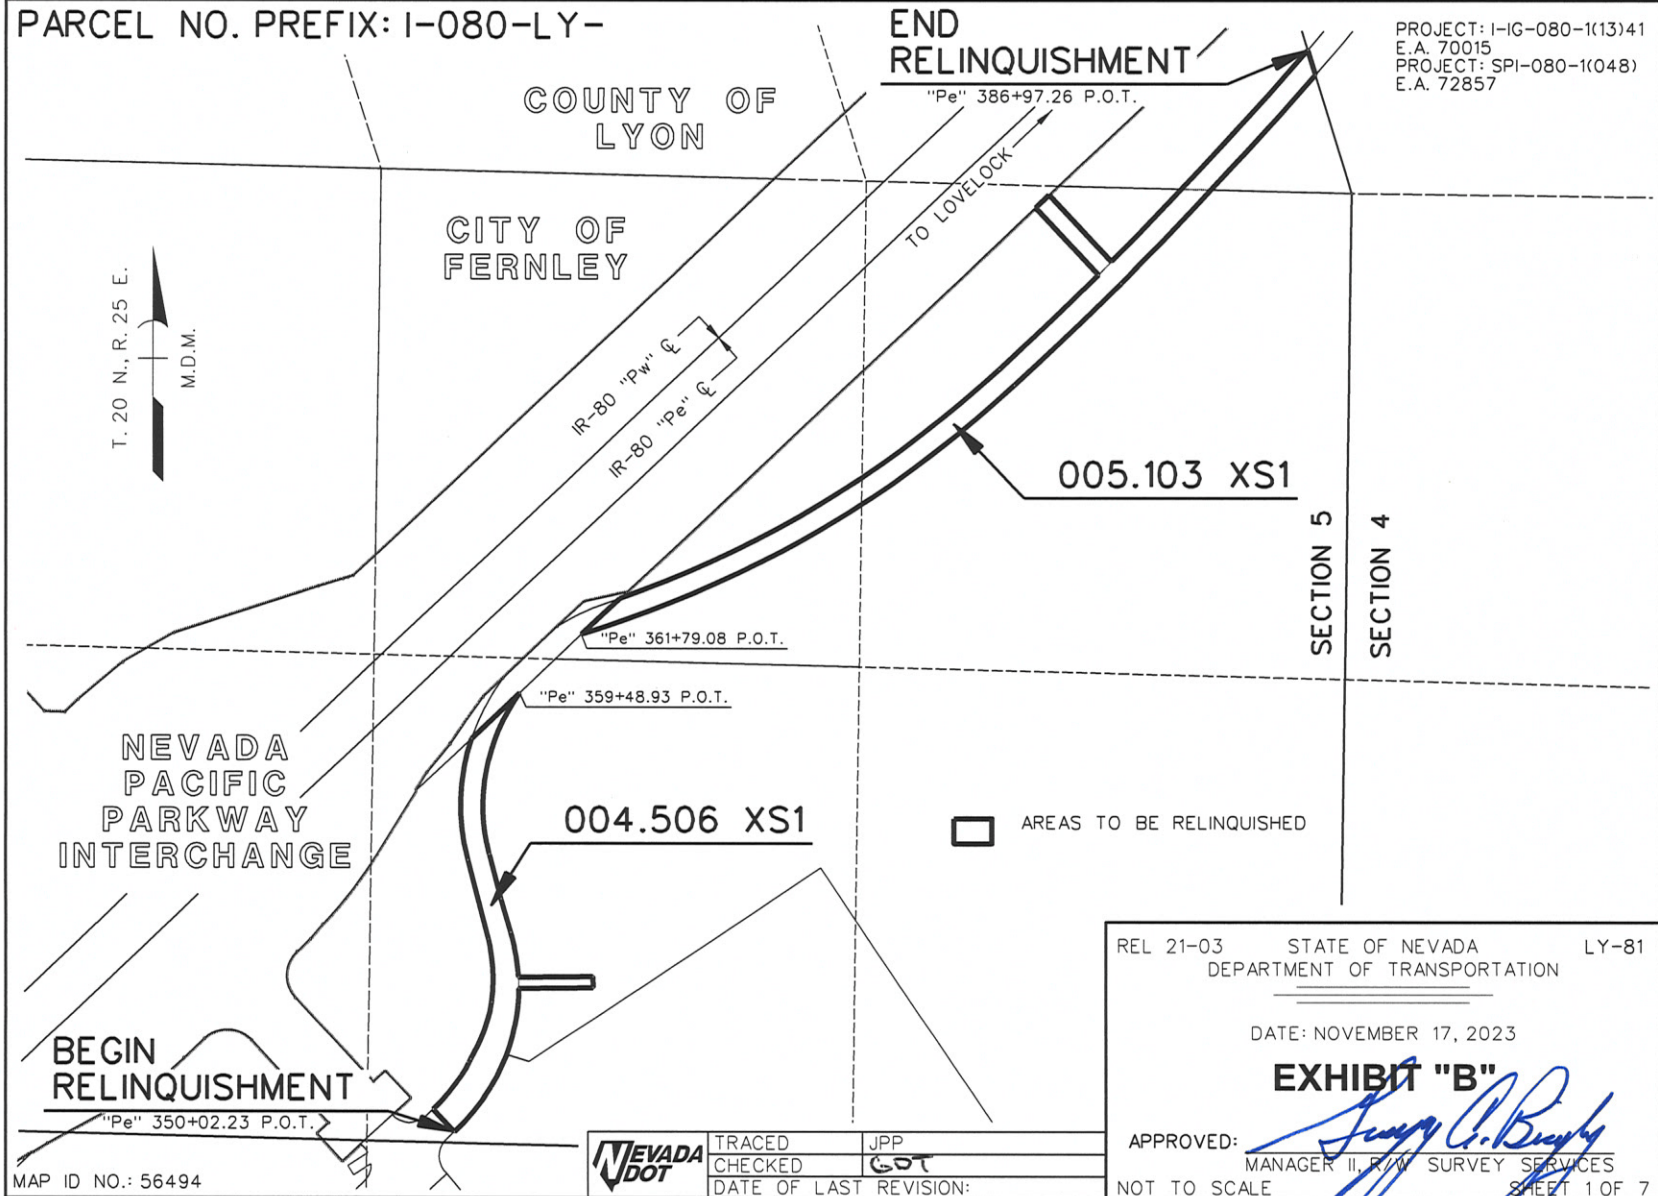 PARCEL NO. PREFIX: I-080-LY-
END
RELINQUISHMENT
"Pe" 386+97.26 P.O.T.
PROJECT: I-IG-080-1(13)41
E.A. 70015
PROJECT: SPI-080-1(048)
E.A. 72857
COUNTY OF
LYON
CITY OF
FERNLEY
TO LOVELOCK
T. 20 N., R. 25 E.
M.D.M.
IR-80 "Pw" ℄
IR-80 "Pe" ℄
005.103 XS1
SECTION 5
SECTION 4
"Pe" 361+79.08 P.O.T.
"Pe" 359+48.93 P.O.T.
NEVADA
PACIFIC
PARKWAY
INTERCHANGE
004.506 XS1
AREAS TO BE RELINQUISHED
BEGIN
RELINQUISHMENT
"Pe" 350+02.23 P.O.T.
MAP ID NO.: 56494
NEVADA
DOT
TRACED JPP
CHECKED GDT
DATE OF LAST REVISION:
REL 21-03 STATE OF NEVADA LY-81
DEPARTMENT OF TRANSPORTATION
DATE: NOVEMBER 17, 2023
EXHIBIT "B"
APPROVED:
MANAGER II, R/W SURVEY SERVICES
NOT TO SCALE SHEET 1 OF 7